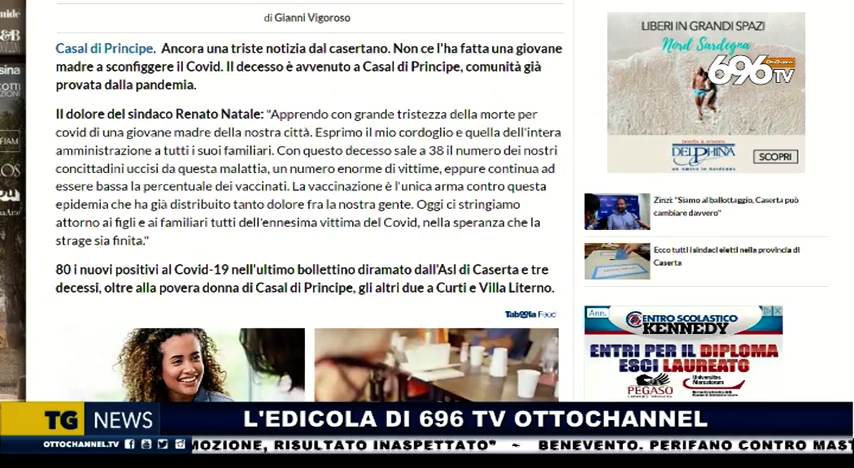 di Gianni Vigoroso
Casal di Principe. Ancora una triste notizia dal casertano. Non ce l'ha fatta una giovane
madre a sconfiggere il Covid. Il decesso è avvenuto a Casal di Principe, comunità già
provata dalla pandemia.
Il dolore del sindaco Renato Natale: "Apprendo con grande tristezza della morte per
covid di una giovane madre della nostra città. Esprimo il mio cordoglio e quella dell'intera
amministrazione a tutti i suoi familiari. Con questo decesso sale a 38 il numero dei nostri
concittadini uccisi da questa malattia, un numero enorme di vittime, eppure continua ad
essere bassa la percentuale dei vaccinati. La vaccinazione è l'unica arma contro questa
epidemia che ha già distribuito tanto dolore fra la nostra gente. Oggi ci stringiamo
attorno ai figli e ai familiari tutti dell'ennesima vittima del Covid, nella speranza che la
strage sia finita."
80 i nuovi positivi al Covid-19 nell'ultimo bollettino diramato dall'Asl di Caserta e tre
decessi, oltre alla povera donna di Casal di Principe, gli altri due a Curti e Villa Literno.
Taboola Feed
LIBERI IN GRANDI SPAZI
Nord Sardegna
696
TV
DELPHINA
SCOPRI
Zinzi: "Siamo al ballottaggio, Caserta può
cambiare davvero"
Ecco tutti i sindaci eletti nella provincia di
Caserta
Ann.
CENTRO SCOLASTICO
KENNEDY
ENTRI PER IL DIPLOMA
ESCI LAUREATO
PEGASO
Universitas
Mercatorum
TG NEWS
L'EDICOLA DI 696 TV OTTOCHANNEL
OTTOCHANNEL.TV
MOZIONE, RISULTATO INASPETTATO" ~ BENEVENTO. PERIFANO CONTRO MAST